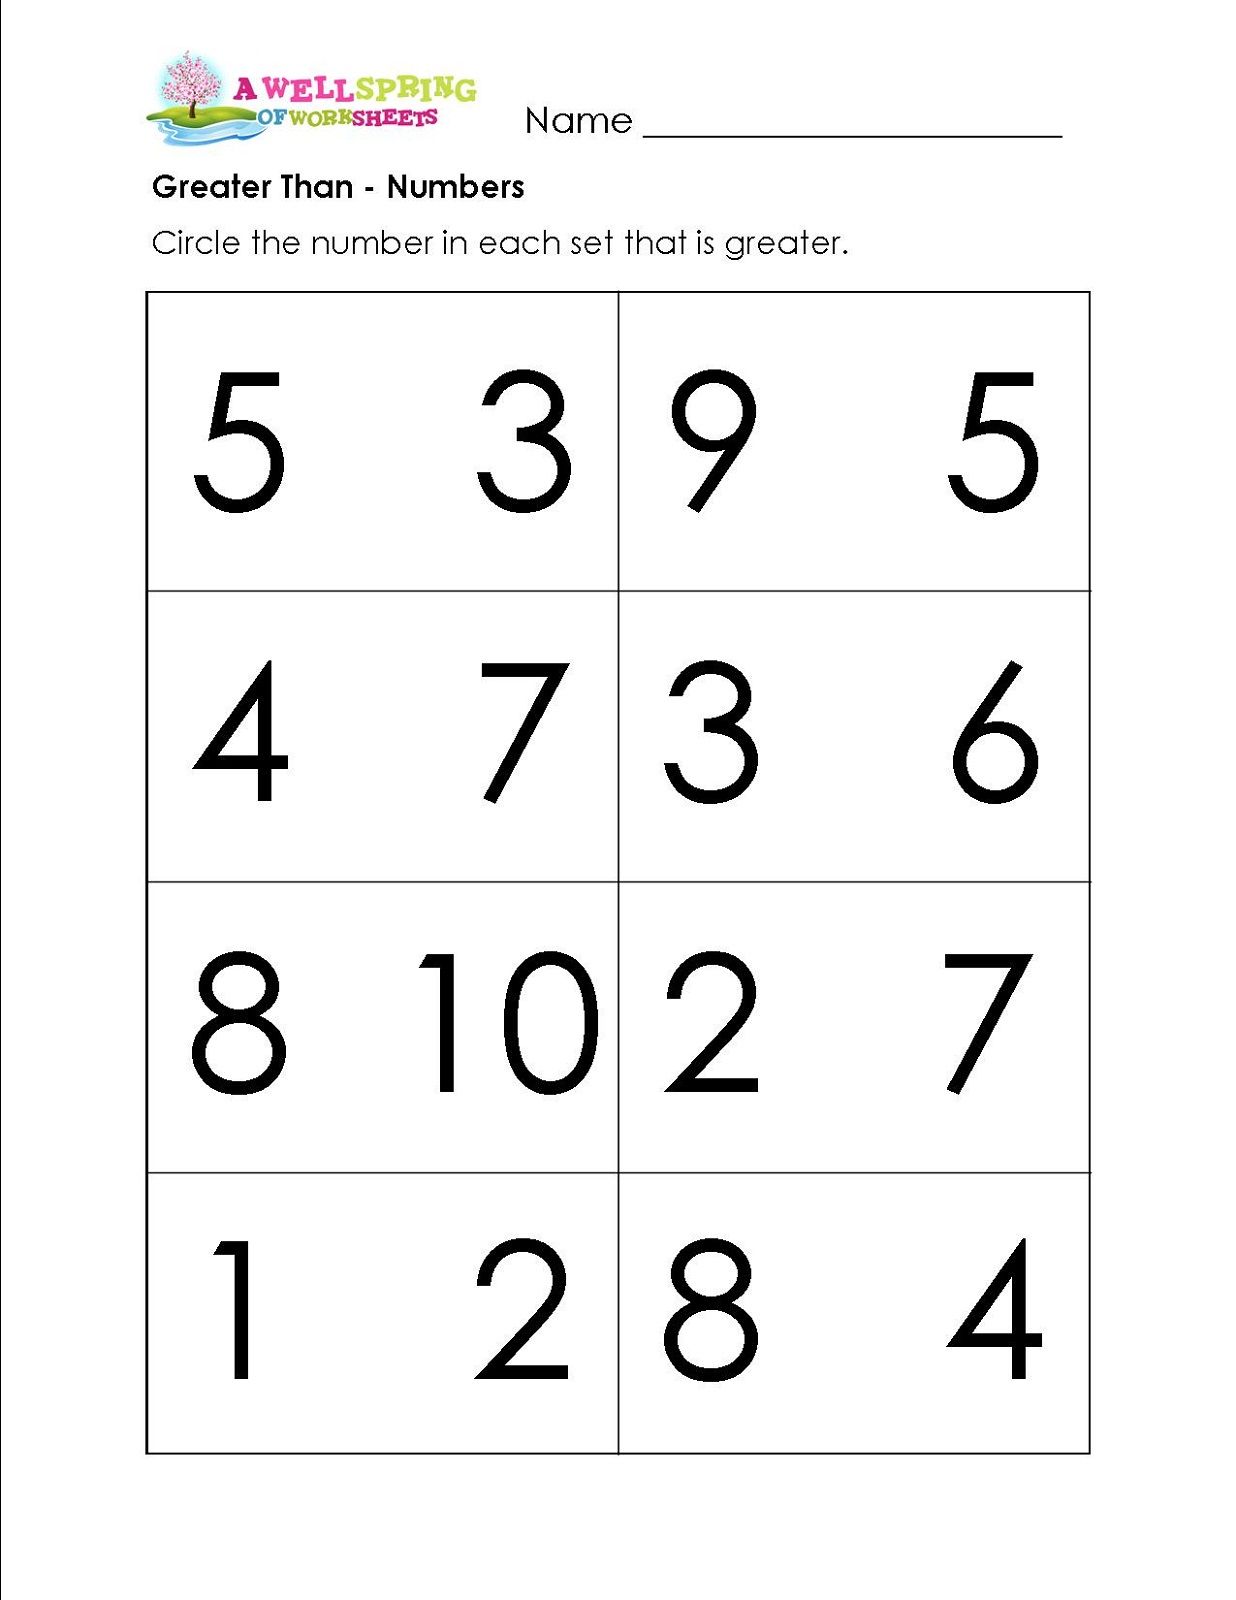 A WELLSPRING
OF WORKSHEETS
Name
Greater Than - Numbers
Circle the number in each set that is greater.
5 3 9 5
4 7 3 6
8 10 2 7
1 2 8 4